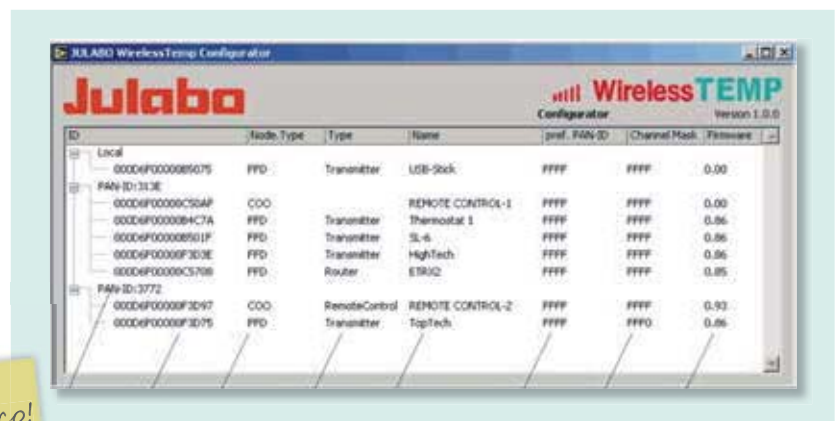 JULABO WirelessTemp Configurator
Julabo
WirelessTEMP
Configurator Version 1.0.0
ID Node.Type Type Name pref. PAN-ID Channel Mask Firmware
Local
000D6F00000B5075 FFD Transmitter USB-Stick FFFF FFFF 0.00
PAN-ID:313E
000D6F00000C50AF COO REMOTE CONTROL-1 FFFF FFFF 0.00
000D6F00000B4C7A FFD Transmitter Thermostat 1 FFFF FFFF 0.86
000D6F00000B501F FFD Transmitter SL-6 FFFF FFFF 0.86
000D6F00000F3D3E FFD Transmitter HighTech FFFF FFFF 0.86
000D6F00000C5708 FFD Router ETRX2 FFFF FFFF 0.85
PAN-ID:3772
000D6F00000F3D97 COO RemoteControl REMOTE CONTROL-2 FFFF FFFF 0.93
000D6F00000F3D75 FFD Transmitter TopTech FFFF FFF0 0.86